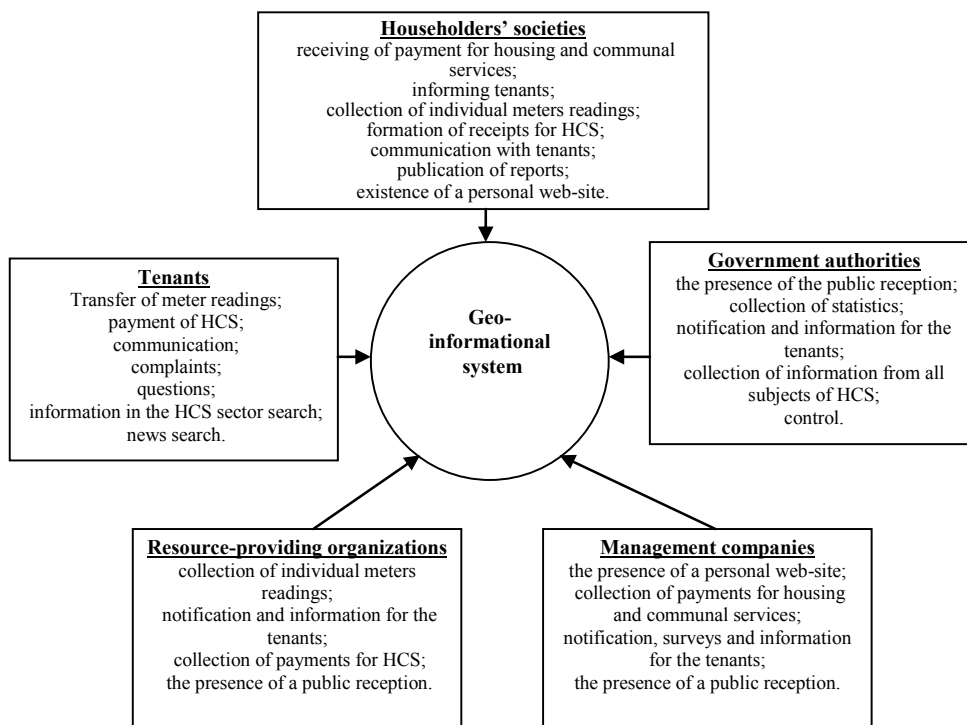 Householders’ societies
receiving of payment for housing and communal
services;
informing tenants;
collection of individual meters readings;
formation of receipts for HCS;
communication with tenants;
publication of reports;
existence of a personal web-site.
Tenants
Transfer of meter readings;
payment of HCS;
communication;
complaints;
questions;
information in the HCS sector search;
news search.
Geo-
informational
system
Government authorities
the presence of the public reception;
collection of statistics;
notification and information for the
tenants;
collection of information from all
subjects of HCS;
control.
Resource-providing organizations
collection of individual meters
readings;
notification and information for the
tenants;
collection of payments for HCS;
the presence of a public reception.
Management companies
the presence of a personal web-site;
collection of payments for housing
and communal services;
notification, surveys and information
for the tenants;
the presence of a public reception.